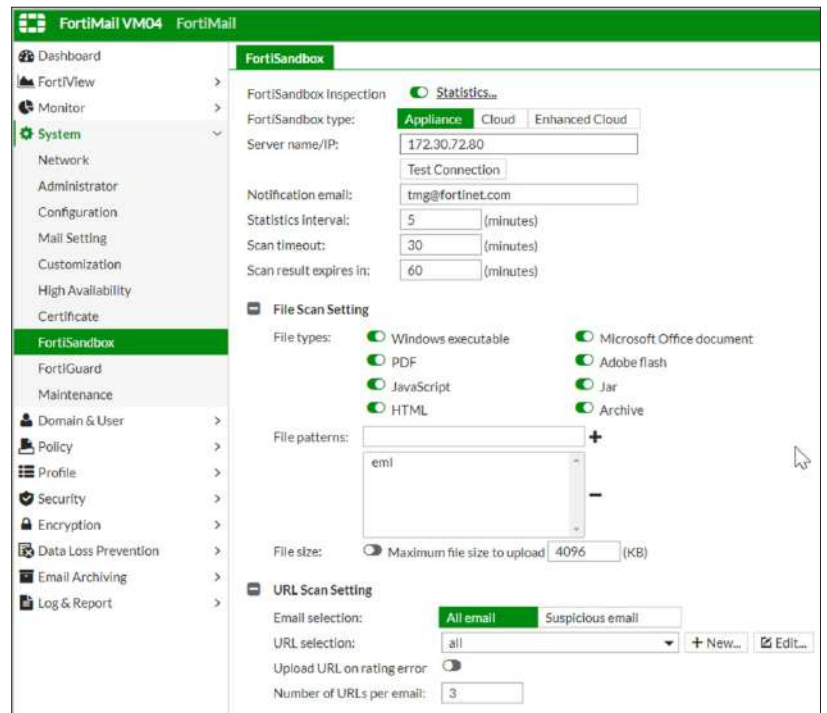 FortiMail VM04 FortiMail
Dashboard
FortiView
Monitor
System
Network
Administrator
Configuration
Mail Setting
Customization
High Availability
Certificate
FortiSandbox
FortiGuard
Maintenance
Domain & User
Policy
Profile
Security
Encryption
Data Loss Prevention
Email Archiving
Log & Report
FortiSandbox
FortiSandbox Inspection Statistics...
FortiSandbox type: Appliance Cloud Enhanced Cloud
Server name/IP: 172.30.72.80
Test Connection
Notification email: tmg@fortinet.com
Statistics interval: 5 (minutes)
Scan timeout: 30 (minutes)
Scan result expires in: 60 (minutes)
File Scan Setting
File types: Windows executable Microsoft Office document
PDF Adobe flash
JavaScript Jar
HTML Archive
File patterns:
eml
File size: Maximum file size to upload 4096 (KB)
URL Scan Setting
Email selection: All email Suspicious email
URL selection: all + New... Edit...
Upload URL on rating error
Number of URLs per email: 3